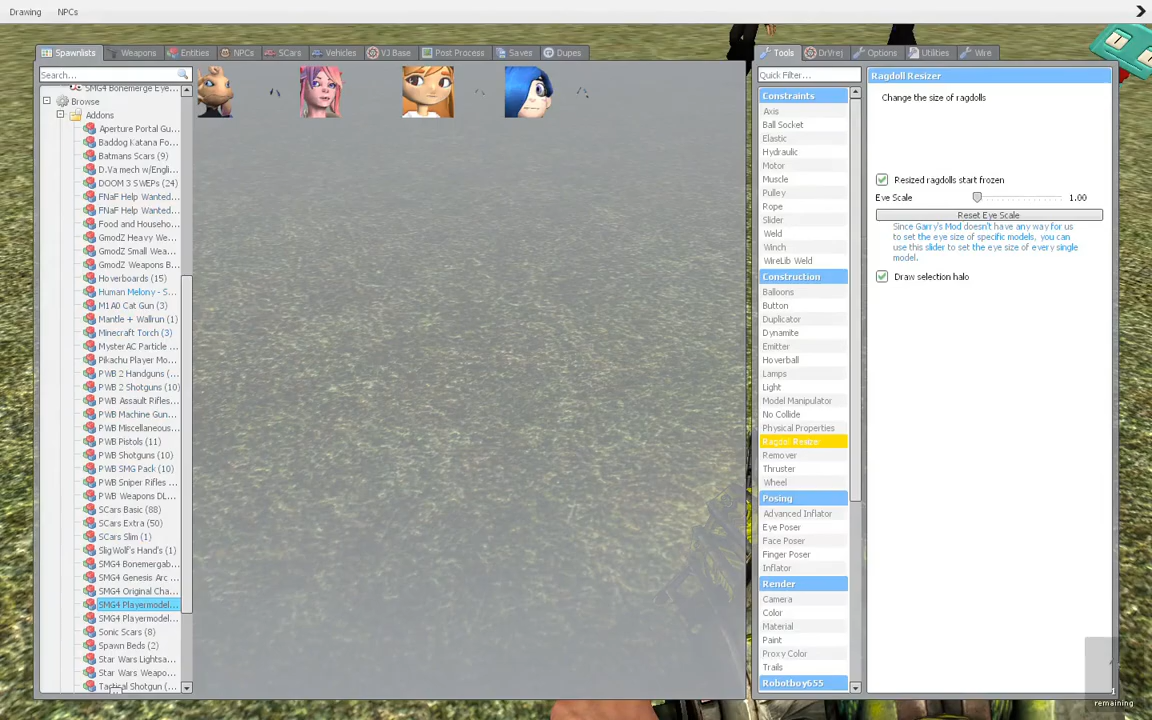 Drawing NPCs
Spawnlists Weapons Entities NPCs SCars Vehicles VJ Base Post Process Saves Dupes
Search...
SMG4 Bonemerge Eye...
Browse
Addons
Aperture Portal Gu...
Baddog Katana Fo...
Batmans Scars (9)
D.Va mech w/Engli...
DOOM 3 SWEPs (24)
FNaF Help Wanted...
FNaF Help Wanted...
Food and Househo...
GmodZ Heavy We...
GmodZ Small Wea...
GmodZ Weapons B...
Hoverboards (15)
Human Melony - S...
M1A0 Cat Gun (3)
Mantle + Wallrun (1)
Minecraft Torch (3)
MysterAC Particle ...
Pikachu Player Mo...
PWB 2 Handguns (...
PWB 2 Shotguns (10)
PWB Assault Rifles...
PWB Machine Gun...
PWB Miscellaneous...
PWB Pistols (11)
PWB Shotguns (10)
PWB SMG Pack (10)
PWB Sniper Rifles ...
PWB Weapons DL...
SCars Basic (88)
SCars Extra (50)
SCars Slim (1)
SligWolf's Hand's (1)
SMG4 Bonemergab...
SMG4 Genesis Arc ...
SMG4 Original Cha...
SMG4 Playermodel...
SMG4 Playermodel...
Sonic Scars (8)
Spawn Beds (2)
Star Wars Lightsa...
Star Wars Weapo...
Tactical Shotgun (...
Tools DrVrej Options Utilities Wire
Quick Filter...
Constraints
Axis
Ball Socket
Elastic
Hydraulic
Motor
Muscle
Pulley
Rope
Slider
Weld
Winch
WireLib Weld
Construction
Balloons
Button
Duplicator
Dynamite
Emitter
Hoverball
Lamps
Light
Model Manipulator
No Collide
Physical Properties
Ragdoll Resizer
Remover
Thruster
Wheel
Posing
Advanced Inflator
Eye Poser
Face Poser
Finger Poser
Inflator
Render
Camera
Color
Material
Paint
Proxy Color
Trails
Robotboy655
Ragdoll Resizer
Change the size of ragdolls
Resized ragdolls start frozen
Eye Scale 1.00
Reset Eye Scale
Since Garry's Mod doesn't have any way for us
to set the eye size of specific models, you can
use this slider to set the eye size of every single
model.
Draw selection halo
1
remaining